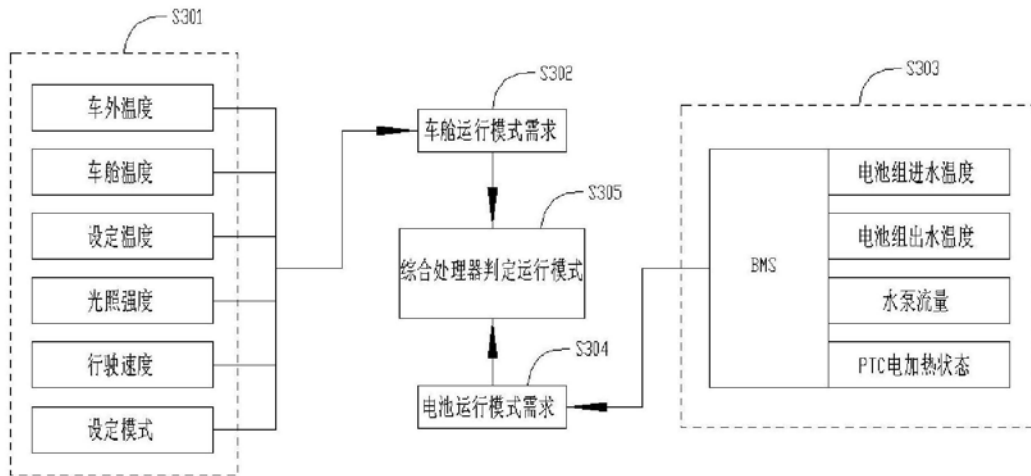 S301
车外温度
车舱温度
设定温度
光照强度
行驶速度
设定模式
S302
车舱运行模式需求
S305
综合处理器判定运行模式
S304
电池运行模式需求
S303
BMS
电池组进水温度
电池组出水温度
水泵流量
PTC电加热状态